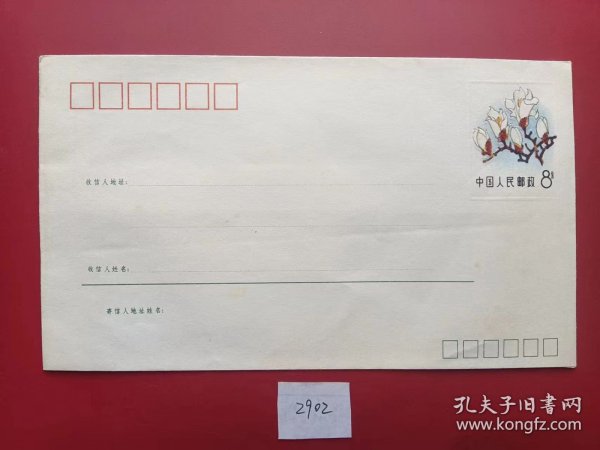 中国人民邮政 8分
收信人地址：
收信人姓名：
寄信人地址姓名：
2902
孔夫子旧书网
www.kongfz.com